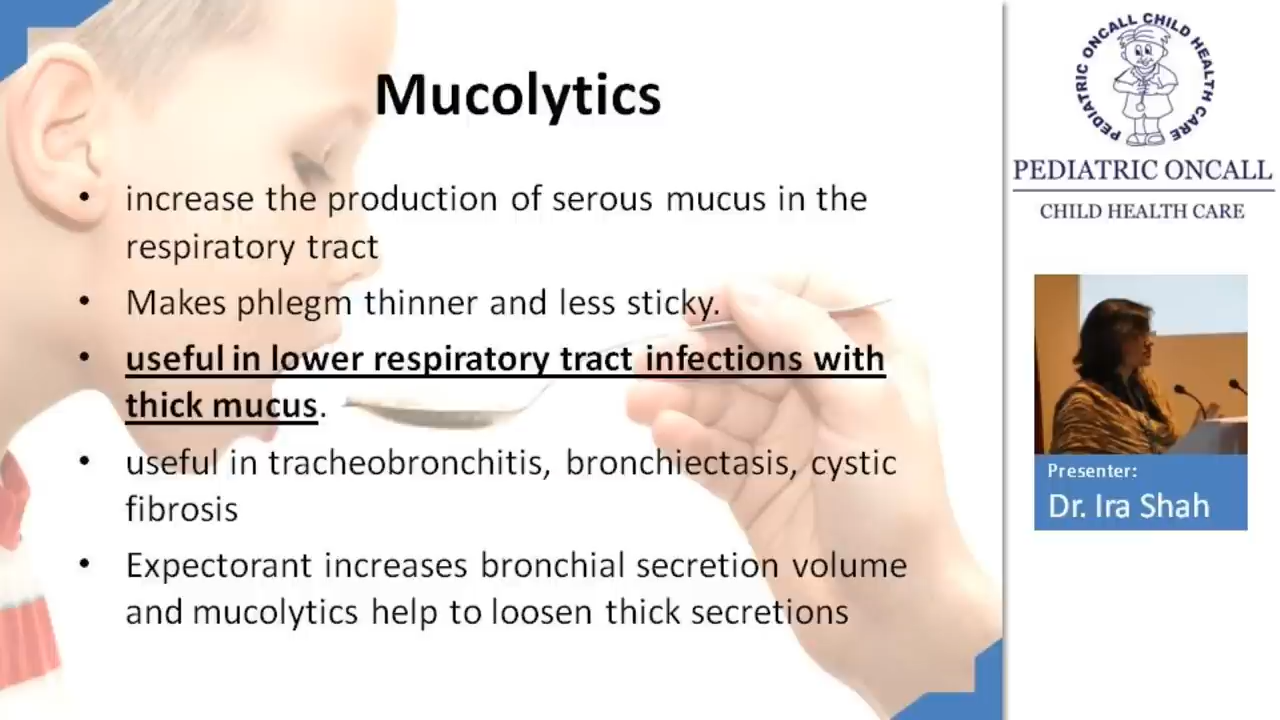 Mucolytics
• increase the production of serous mucus in the
respiratory tract
• Makes phlegm thinner and less sticky.
• useful in lower respiratory tract infections with
thick mucus.
• useful in tracheobronchitis, bronchiectasis, cystic
fibrosis
• Expectorant increases bronchial secretion volume
and mucolytics help to loosen thick secretions
PEDIATRIC ONCALL CHILD HEALTH CARE
PEDIATRIC ONCALL
CHILD HEALTH CARE
Presenter:
Dr. Ira Shah